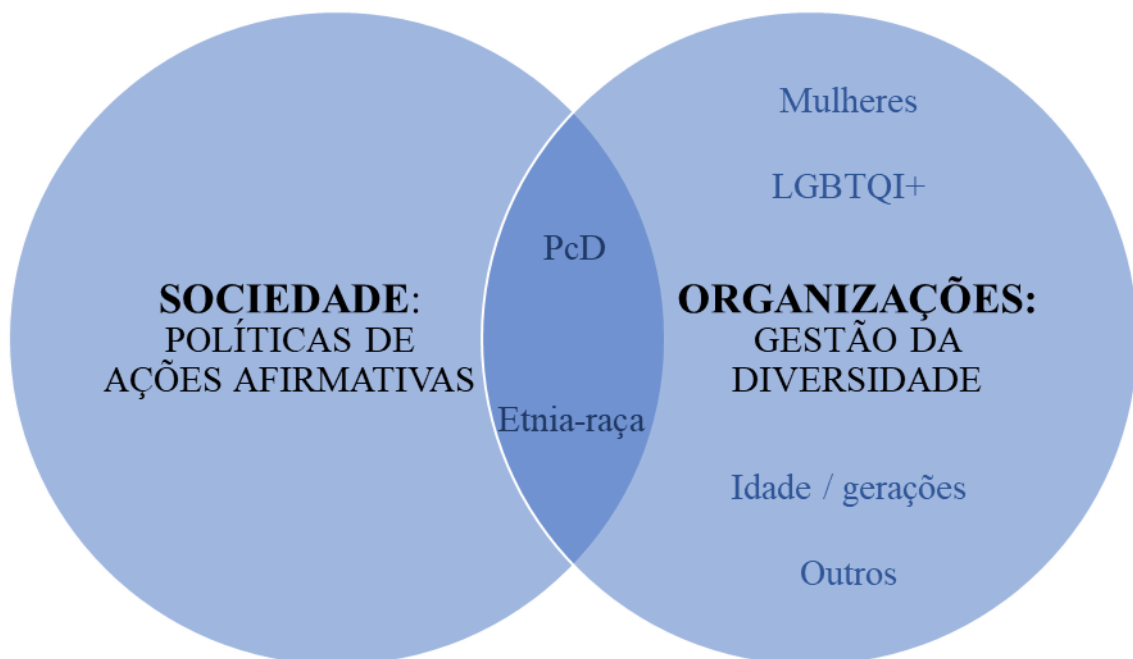 SOCIEDADE:
POLÍTICAS DE
AÇÕES AFIRMATIVAS
PcD
Etnia-raça
Mulheres
LGBTQI+
ORGANIZAÇÕES:
GESTÃO DA
DIVERSIDADE
Idade / gerações
Outros